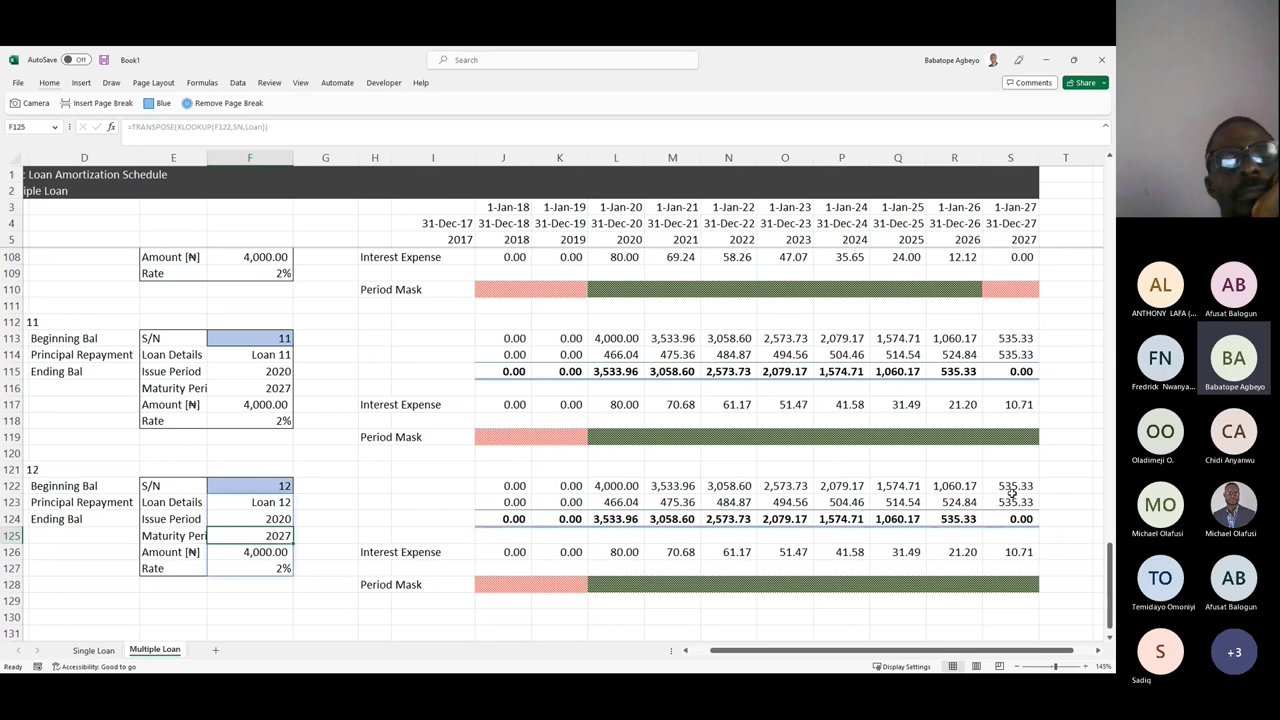 AutoSave Off Book1 Search Babatope Agbeyo
File Home Insert Draw Page Layout Formulas Data Review View Automate Developer Help Comments Share
Camera Insert Page Break Blue Remove Page Break
F125 fx =TRANSPOSE(XLOOKUP(F122,SN,Loan))
D E F G H I J K L M N O P Q R S T
1 : Loan Amortization Schedule
2 iple Loan
3 1-Jan-18 1-Jan-19 1-Jan-20 1-Jan-21 1-Jan-22 1-Jan-23 1-Jan-24 1-Jan-25 1-Jan-26 1-Jan-27
4 31-Dec-17 31-Dec-18 31-Dec-19 31-Dec-20 31-Dec-21 31-Dec-22 31-Dec-23 31-Dec-24 31-Dec-25 31-Dec-26 31-Dec-27
5 2017 2018 2019 2020 2021 2022 2023 2024 2025 2026 2027
108 Amount [₦] 4,000.00 Interest Expense 0.00 0.00 80.00 69.24 58.26 47.07 35.65 24.00 12.12 0.00
109 Rate 2%
110 Period Mask
111
112 11
113 Beginning Bal S/N 11 0.00 0.00 4,000.00 3,533.96 3,058.60 2,573.73 2,079.17 1,574.71 1,060.17 535.33
114 Principal Repayment Loan Details Loan 11 0.00 0.00 466.04 475.36 484.87 494.56 504.46 514.54 524.84 535.33
115 Ending Bal Issue Period 2020 0.00 0.00 3,533.96 3,058.60 2,573.73 2,079.17 1,574.71 1,060.17 535.33 0.00
116 Maturity Peri 2027
117 Amount [₦] 4,000.00 Interest Expense 0.00 0.00 80.00 70.68 61.17 51.47 41.58 31.49 21.20 10.71
118 Rate 2%
119 Period Mask
120
121 12
122 Beginning Bal S/N 12 0.00 0.00 4,000.00 3,533.96 3,058.60 2,573.73 2,079.17 1,574.71 1,060.17 535.33
123 Principal Repayment Loan Details Loan 12 0.00 0.00 466.04 475.36 484.87 494.56 504.46 514.54 524.84 535.33
124 Ending Bal Issue Period 2020 0.00 0.00 3,533.96 3,058.60 2,573.73 2,079.17 1,574.71 1,060.17 535.33 0.00
125 Maturity Peri 2027
126 Amount [₦] 4,000.00 Interest Expense 0.00 0.00 80.00 70.68 61.17 51.47 41.58 31.49 21.20 10.71
127 Rate 2%
128 Period Mask
129
130
131
Single Loan Multiple Loan
Ready Accessibility: Good to go Display Settings 145%
AL AB
ANTHONY LAFA (... Afusat Balogun
FN BA
Fredrick Nwanya... Babatope Agbeyo
OO CA
Oladimeji O. Chidi Anyanwu
MO
Michael Olafusi Michael Olafusi
TO AB
Temidayo Omoniyi Afusat Balogun
S +3
Sadiq